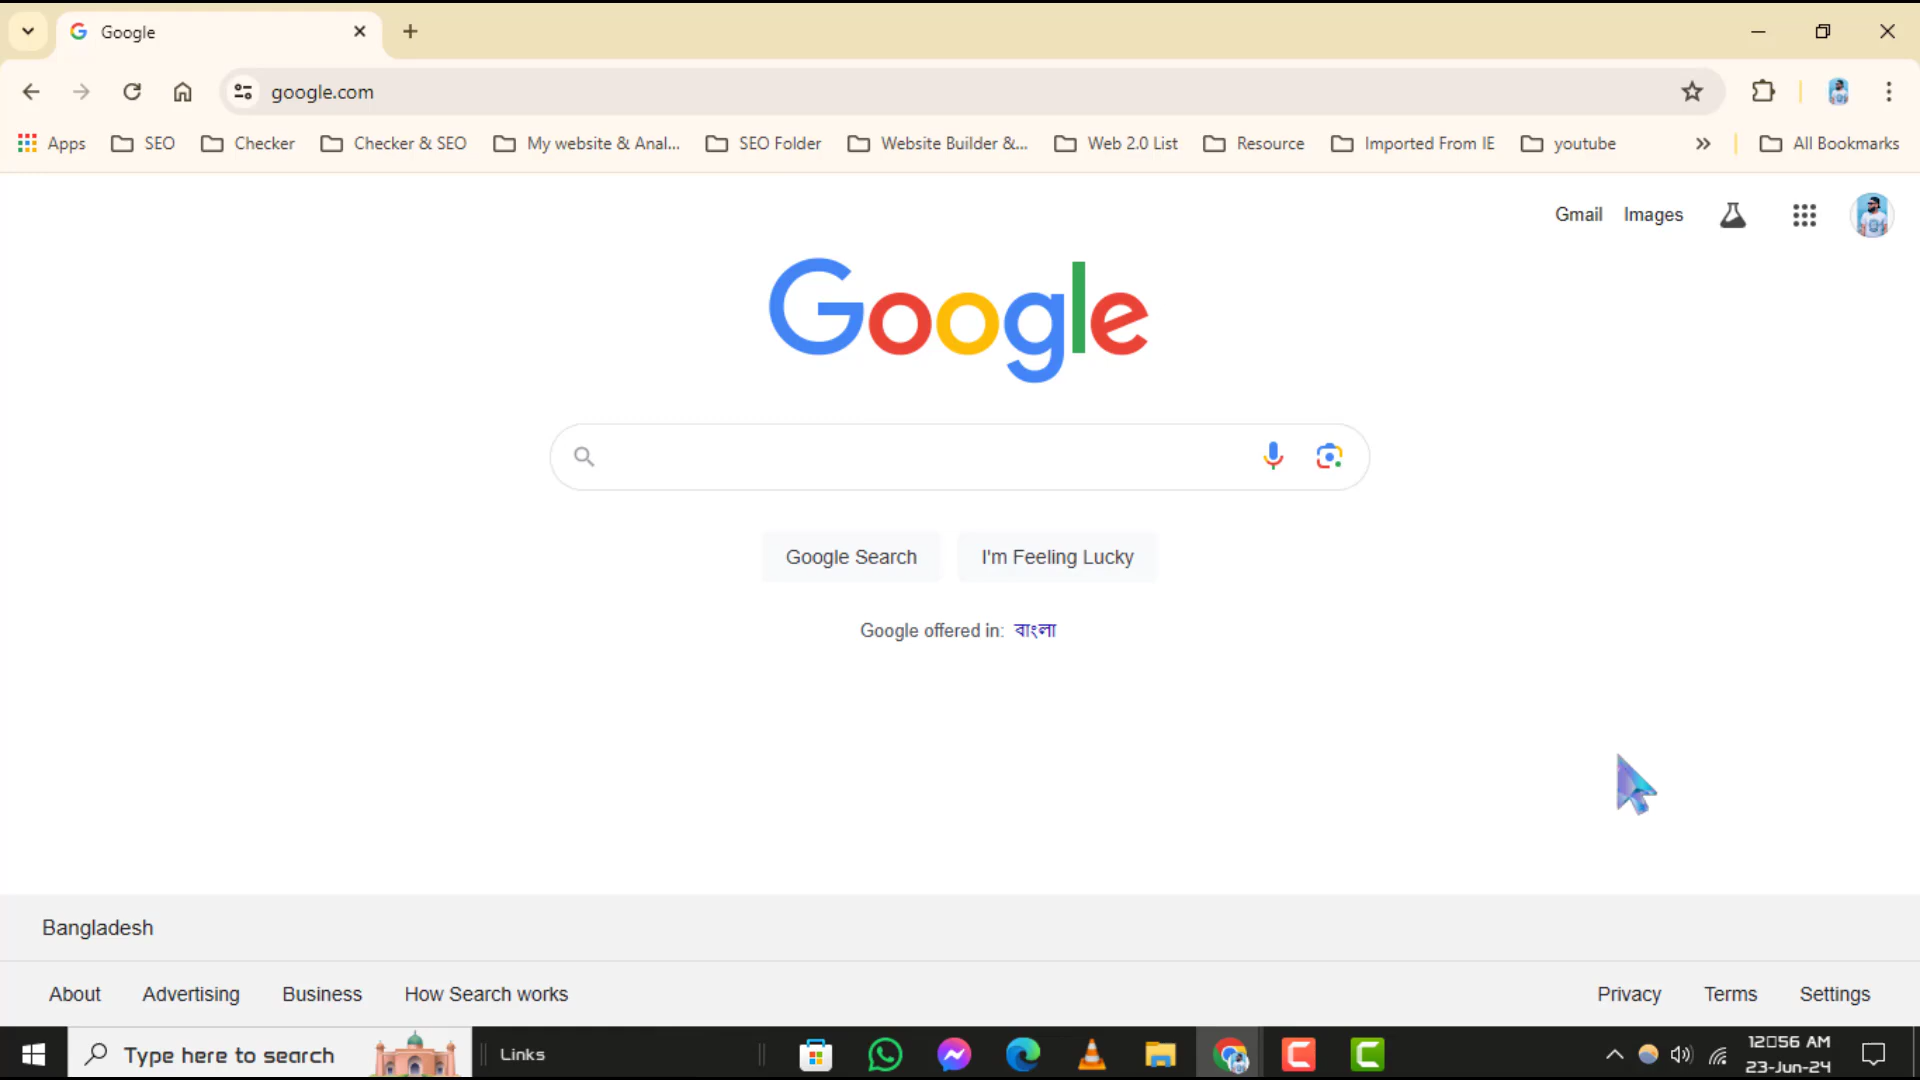 Google
google.com
Apps SEO Checker Checker & SEO My website & Anal... SEO Folder Website Builder &... Web 2.0 List Resource Imported From IE youtube All Bookmarks
Gmail Images
Google
Google Search I'm Feeling Lucky
Google offered in: বাংলা
Bangladesh
About Advertising Business How Search works Privacy Terms Settings
Type here to search Links 12▯56 AM
23-Jun-24